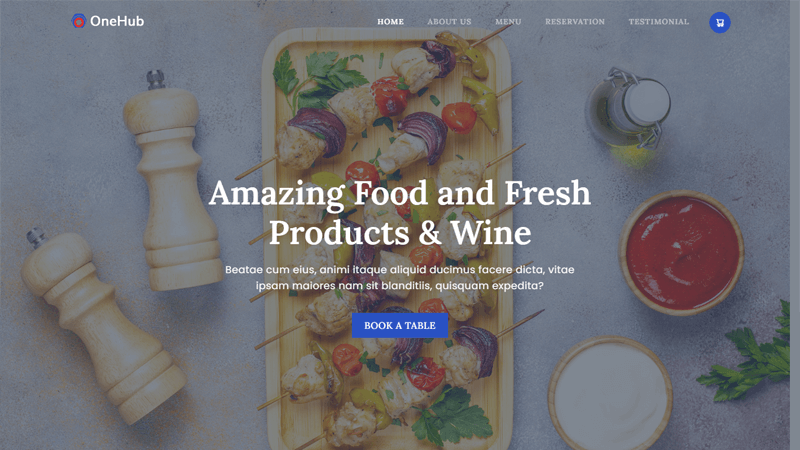 OneHub
HOME ABOUT US MENU RESERVATION TESTIMONIAL
Amazing Food and Fresh
Products & Wine
Beatae cum eius, animi itaque aliquid ducimus facere dicta, vitae
ipsam maiores nam sit blanditiis, quisquam expedita?
BOOK A TABLE